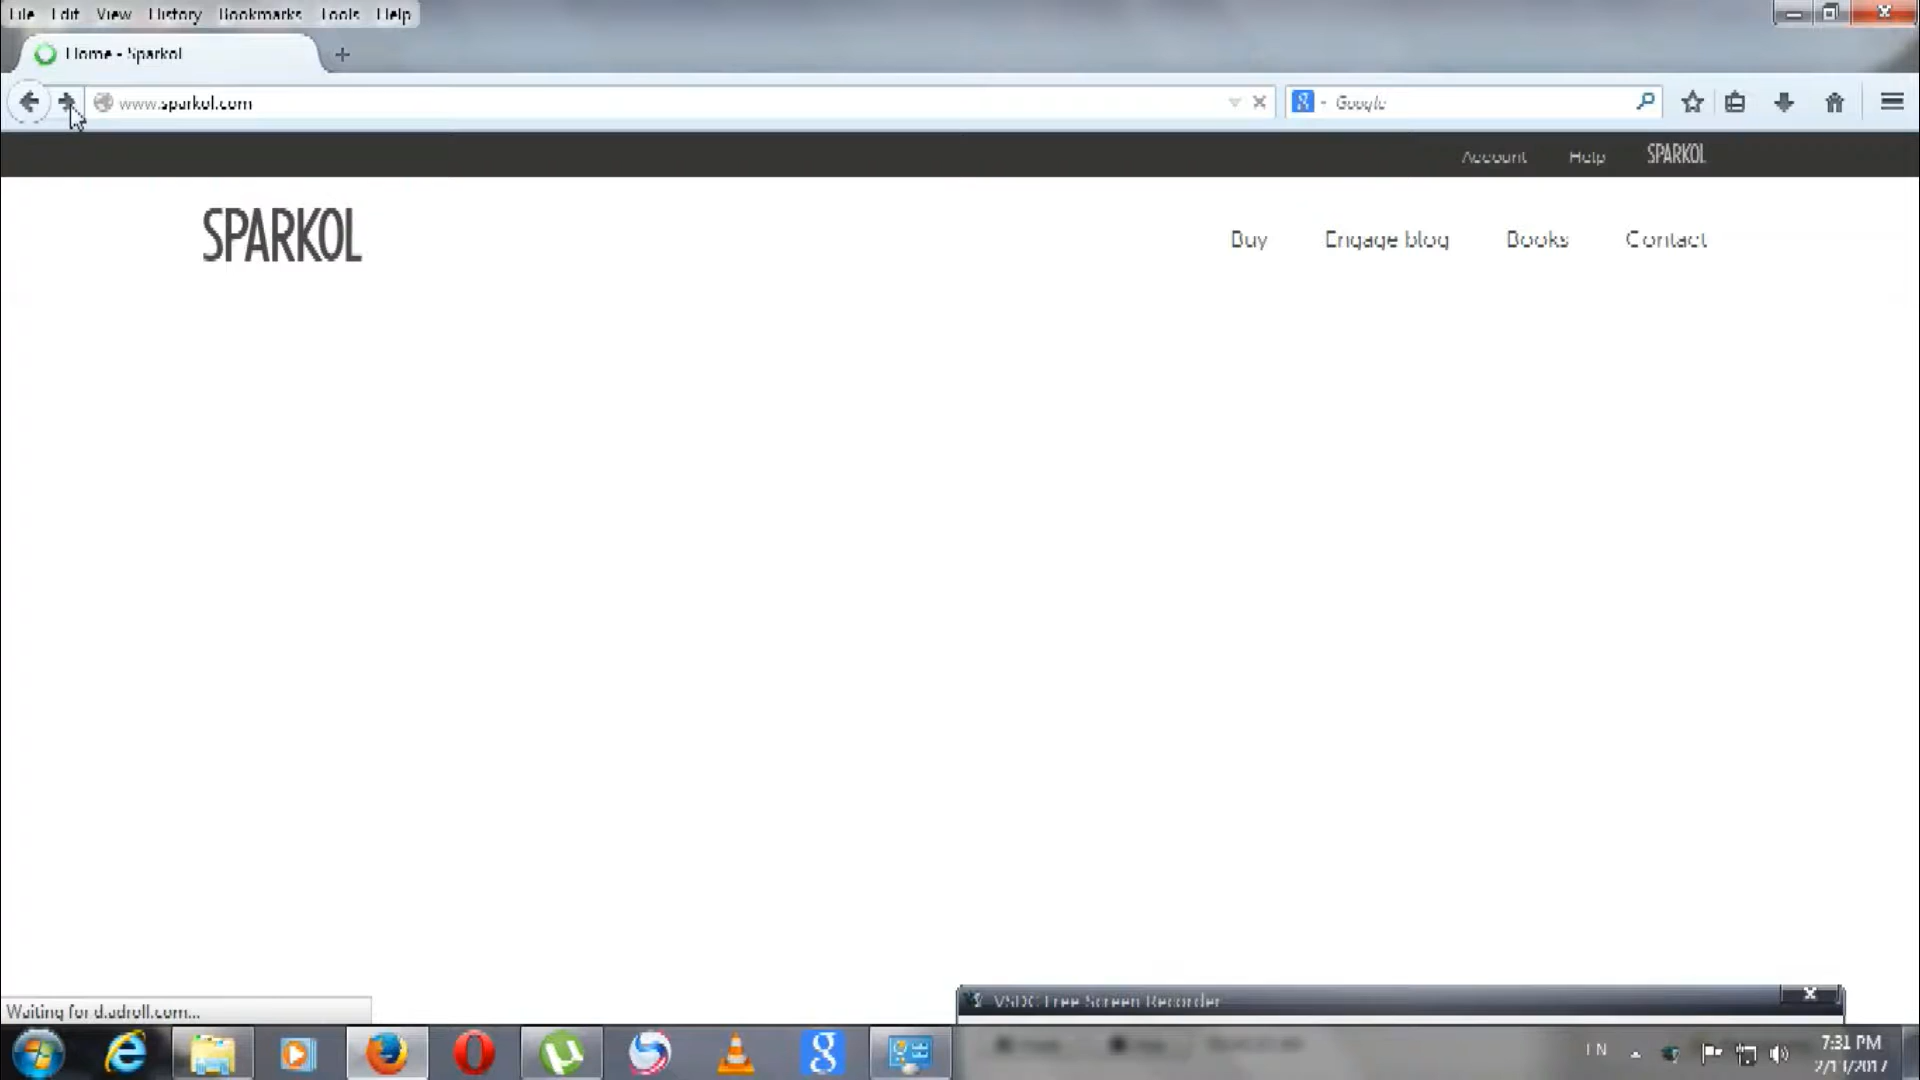 File Edit View History Bookmarks Tools Help
Home - Sparkol
www.sparkol.com
Google
Account Help SPARKOL
SPARKOL
Buy Engage blog Books Contact
Waiting for d.adroll.com...
VSDC Free Screen Recorder
EN
7:31 PM